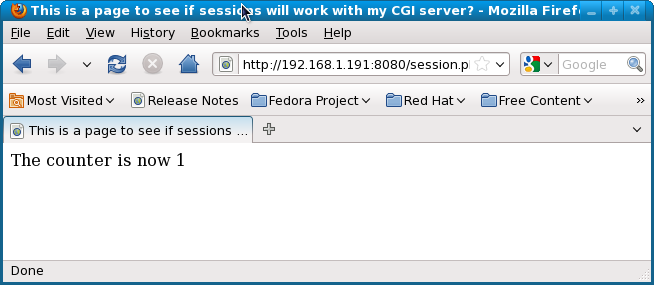 This is a page to see if sessions will work with my CGI server? - Mozilla Firef
File Edit View History Bookmarks Tools Help
http://192.168.1.191:8080/session.p Google
Most Visited Release Notes Fedora Project Red Hat Free Content »
This is a page to see if sessions ...
The counter is now 1
Done